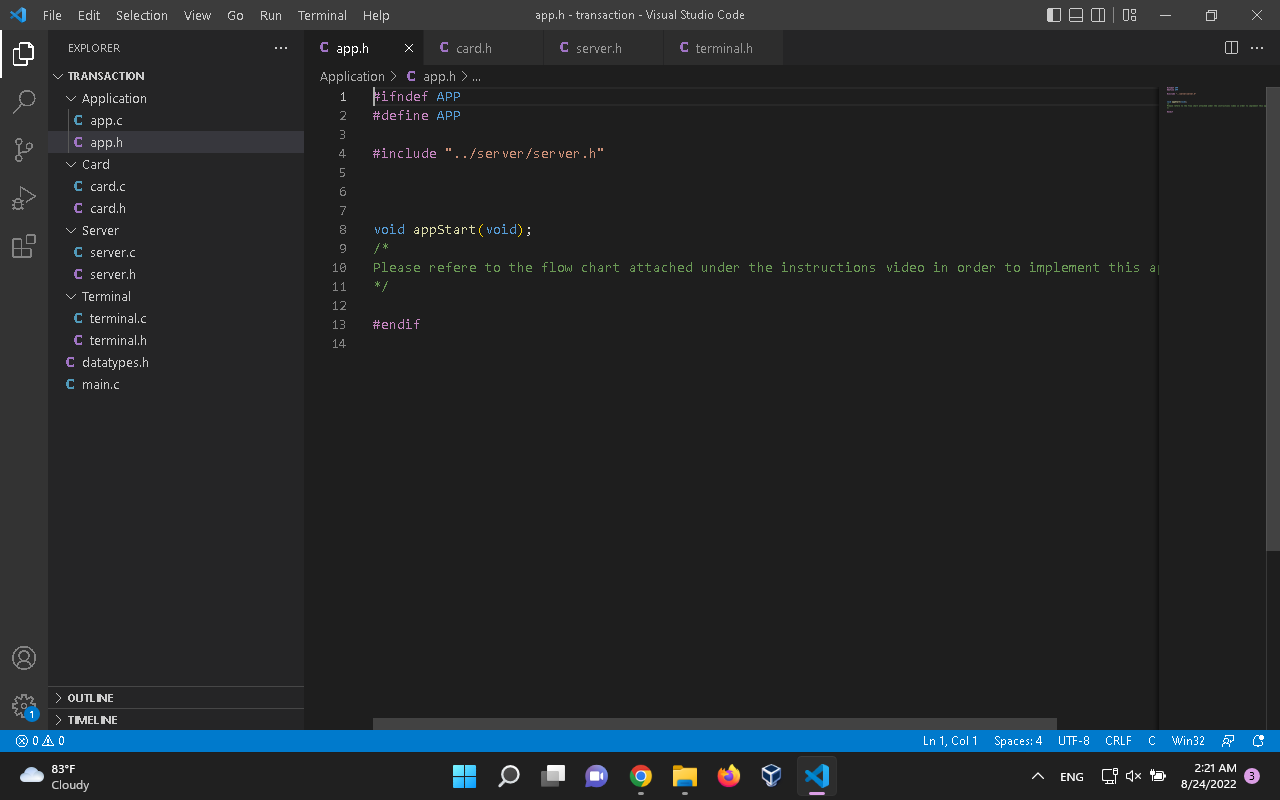 File Edit Selection View Go Run Terminal Help
app.h - transaction - Visual Studio Code
EXPLORER
TRANSACTION
Application
C app.c
C app.h
Card
C card.c
C card.h
Server
C server.c
C server.h
Terminal
C terminal.c
C terminal.h
C datatypes.h
C main.c
OUTLINE
TIMELINE
C app.h C card.h C server.h C terminal.h
Application > C app.h > ...
1 #ifndef APP
2 #define APP
3
4 #include "../server/server.h"
5
6
7
8 void appStart(void);
9 /*
10 Please refere to the flow chart attached under the instructions video in order to implement this
11 */
12
13 #endif
14
1
0 0 Ln 1, Col 1 Spaces: 4 UTF-8 CRLF C Win32
83°F
Cloudy
ENG
2:21 AM
8/24/2022
3